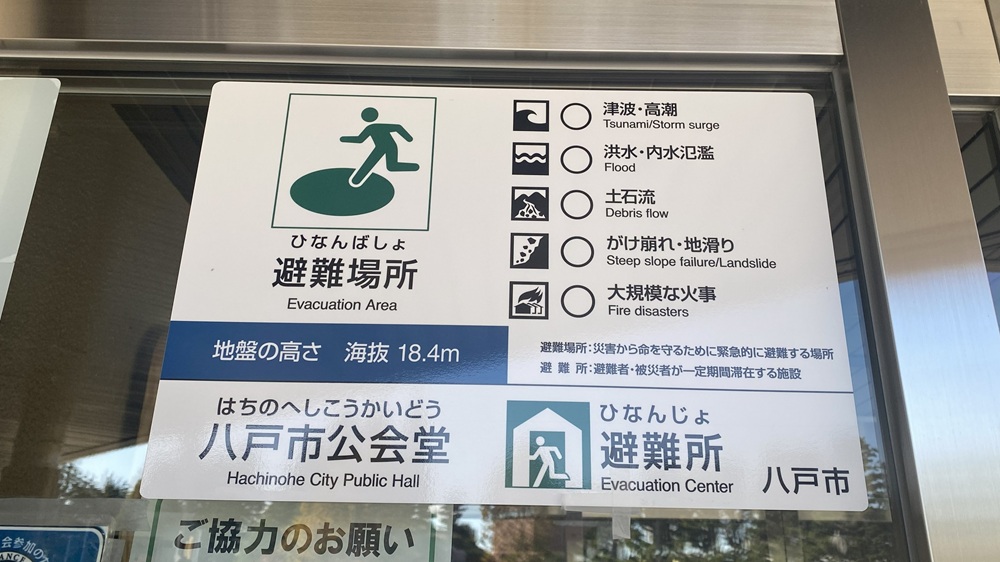 ひなんばしょ
避難場所
Evacuation Area
津波・高潮
Tsunami/Storm surge
洪水・内水氾濫
Flood
土石流
Debris flow
がけ崩れ・地滑り
Steep slope failure/Landslide
大規模な火事
Fire disasters
地盤の高さ 海抜 18.4m
避難場所:災害から命を守るために緊急的に避難する場所
避 難 所:避難者・被災者が一定期間滞在する施設
はちのへしこうかいどう
八戸市公会堂
Hachinohe City Public Hall
ひなんじょ
避難所
Evacuation Center
八戸市
ご協力のお願い
会参加の